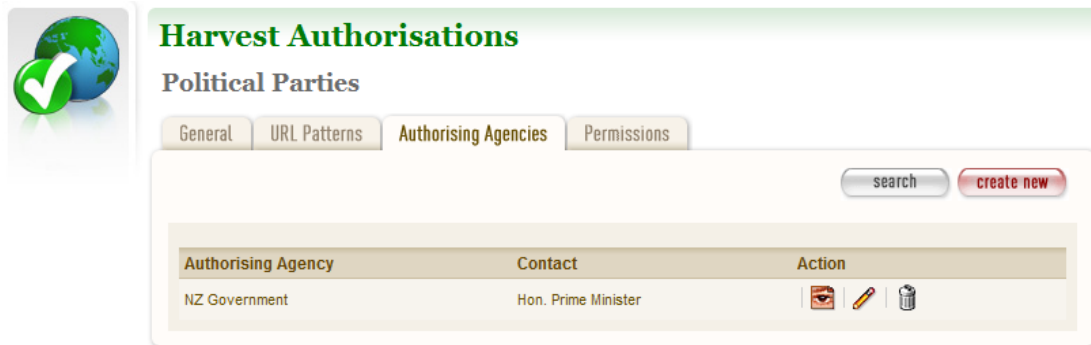 Harvest Authorisations
Political Parties
General URL Patterns Authorising Agencies Permissions
search create new
Authorising Agency Contact Action
NZ Government Hon. Prime Minister